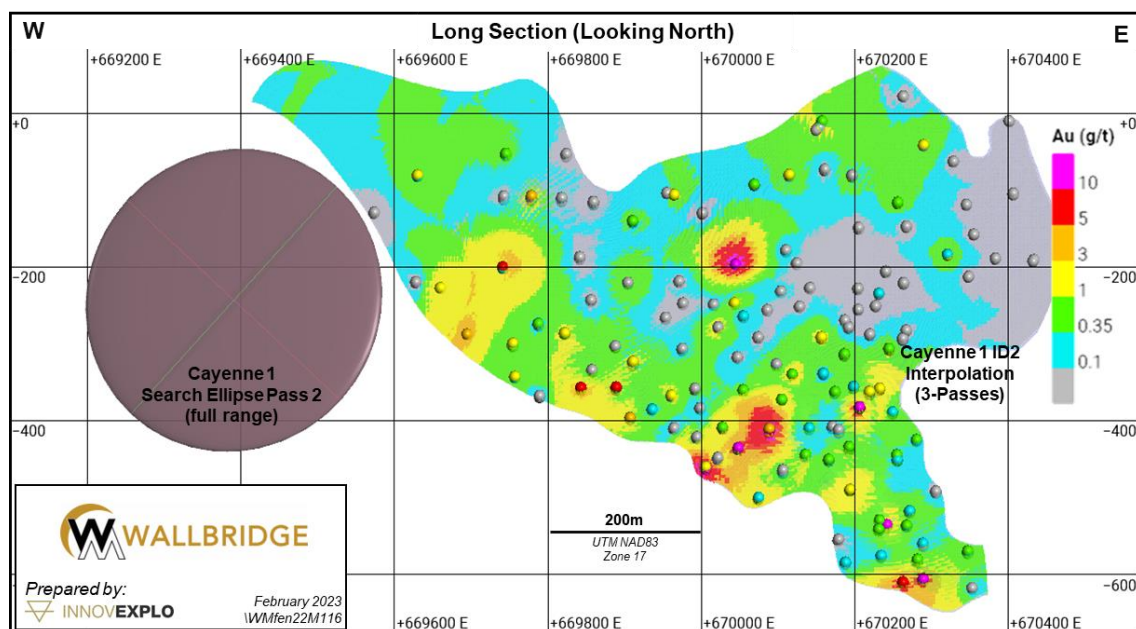 W
Long Section (Looking North)
E
+669200 E
+669400 E
+669600 E
+669800 E
+670000 E
+670200 E
+670400 E
+0
+0
Au (g/t)
10
5
3
1
0.35
0.1
-200
-200
Cayenne 1
Search Ellipse Pass 2
(full range)
Cayenne 1 ID2
Interpolation
(3-Passes)
-400
-400
WALLBRIDGE
200m
UTM NAD83
Zone 17
Prepared by:
INNOVEXPLO
February 2023
\WMfen22M116
-600
+669600 E
+669800 E
+670000 E
+670200 E
+670400 E